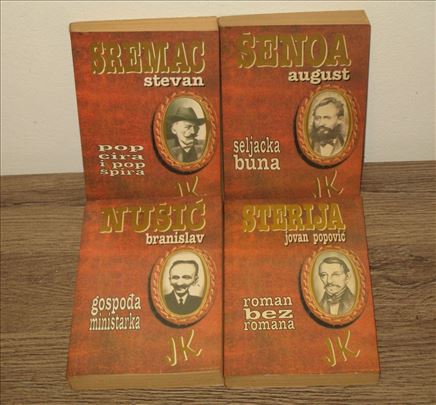 SREMAC
stevan
pop
ćira
i pop
spira
JK
ŠENOA
august
seljačka
buna
JK
NUŠIĆ
branislav
gospođa
ministarka
JK
STERIJA
jovan popović
roman
bez
romana
JK